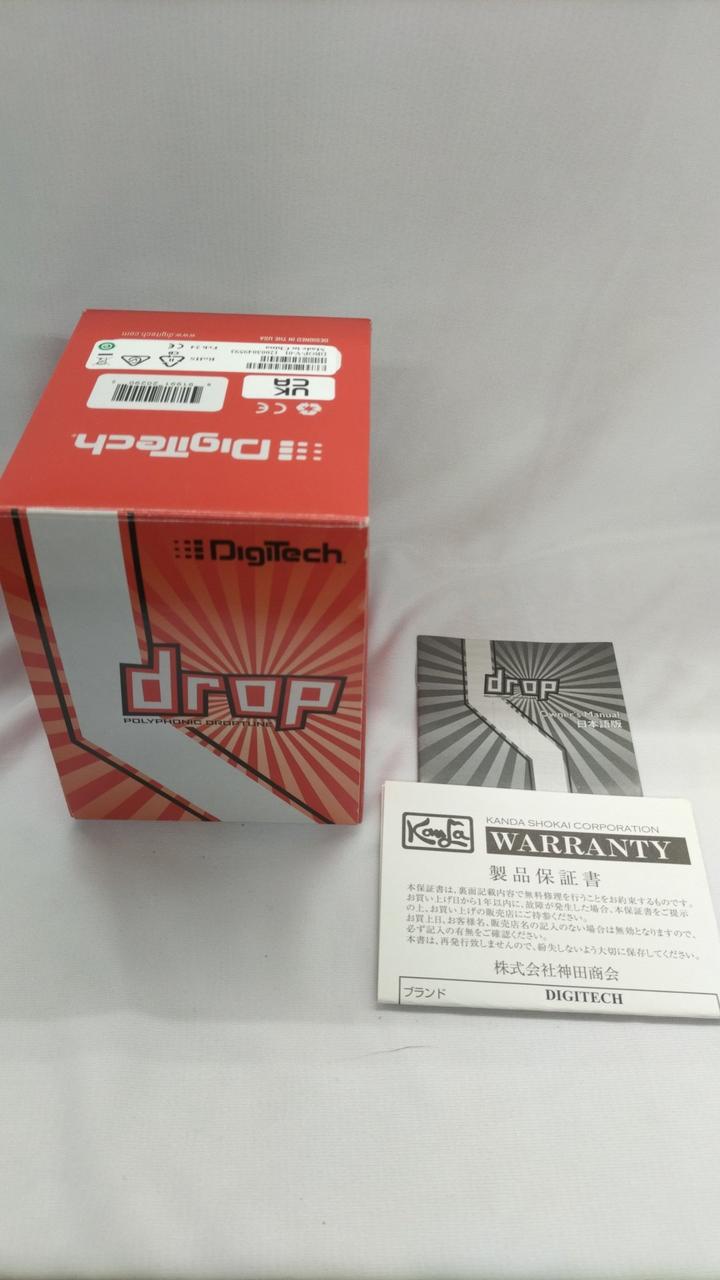 www.digitech.com
DESIGNED IN THE USA
Feb 24
RoHS
Made in China
DROP-V-01
UK
CA
CE
DigiTech
DigiTech
drop
POLYPHONIC DROPTUNE
drop
Owner's Manual
日本語版
Kanda
KANDA SHOKAI CORPORATION
WARRANTY
製品保証書
本保証書は、裏面記載内容で無料修理を行うことをお約束するものです。
お買い上げ日から1年以内に、故障が発生した場合、本保証書をご提示
の上、お買い上げの販売店にご持参ください。
お買上日、お客様名、販売店名の記入のない場合は無効となりますので、
必ず記入の有無をご確認ください。
本書は、再発行致しませんので、紛失しないよう大切に保存してください。
株式会社神田商会
ブランド
DIGITECH